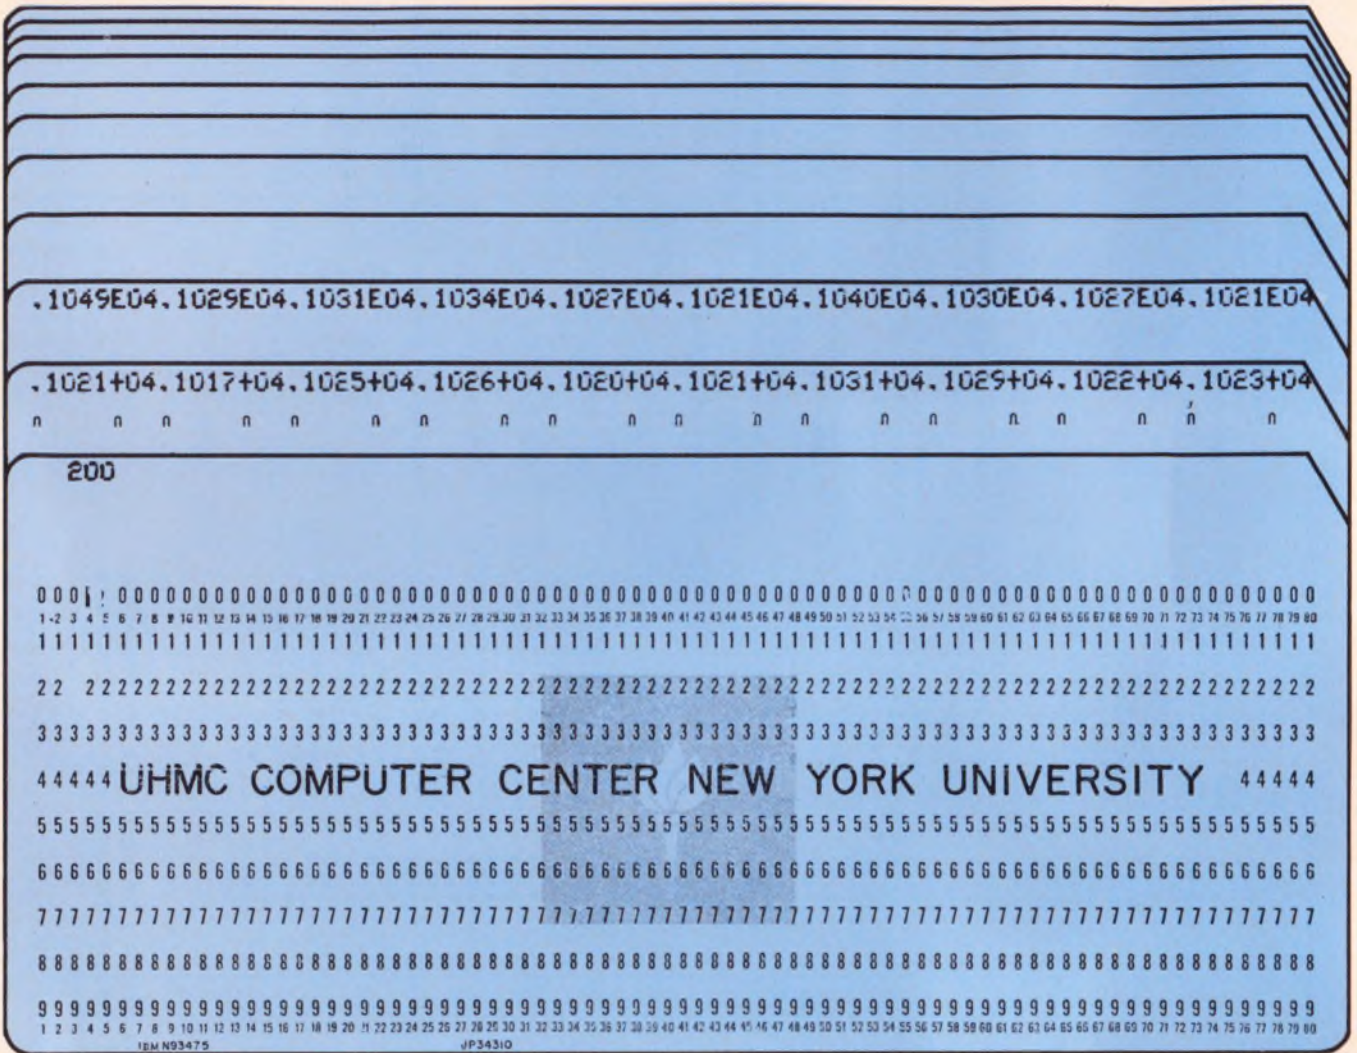 .1049E04.1029E04.1031E04.1034E04.1027E04.1021E04.1040E04.1030E04.1027E04.1021E04
.1021+04.1017+04.1025+04.1026+04.1020+04.1021+04.1031+04.1029+04.1022+04.1023+04
200
000  0000000000000000000000000000000000000000000000000 0000000000000000000000000
1 2 3 4 5 6 7 8 9 10 11 12 13 14 15 16 17 18 19 20 21 22 23 24 25 26 27 28 29 30 31 32 33 34 35 36 37 38 39 40 41 42 43 44 45 46 47 48 49 50 51 52 53 54 55 56 57 58 59 60 61 62 63 64 65 66 67 68 69 70 71 72 73 74 75 76 77 78 79 80
11111111111111111111111111111111111111111111111111111111111111111111111111111111
22 22222222222222222222222222222222222222222222222222222222222222222222222222222
33333333333333333333333333333333333333333333333333333333333333333333333333333333
44444 UHMC COMPUTER CENTER NEW YORK UNIVERSITY 44444
55555555555555555555555555555555555555555555555555555555555555555555555555555555
66666666666666666666666666666666666666666666666666666666666666666666666666666666
77777777777777777777777777777777777777777777777777777777777777777777777777777777
88888888888888888888888888888888888888888888888888888888888888888888888888888888
99999999999999999999999999999999999999999999999999999999999999999999999999999999
1 2 3 4 5 6 7 8 9 10 11 12 13 14 15 16 17 18 19 20 21 22 23 24 25 26 27 28 29 30 31 32 33 34 35 36 37 38 39 40 41 42 43 44 45 46 47 48 49 50 51 52 53 54 55 56 57 58 59 60 61 62 63 64 65 66 67 68 69 70 71 72 73 74 75 76 77 78 79 80
IBM N93475 JP34310